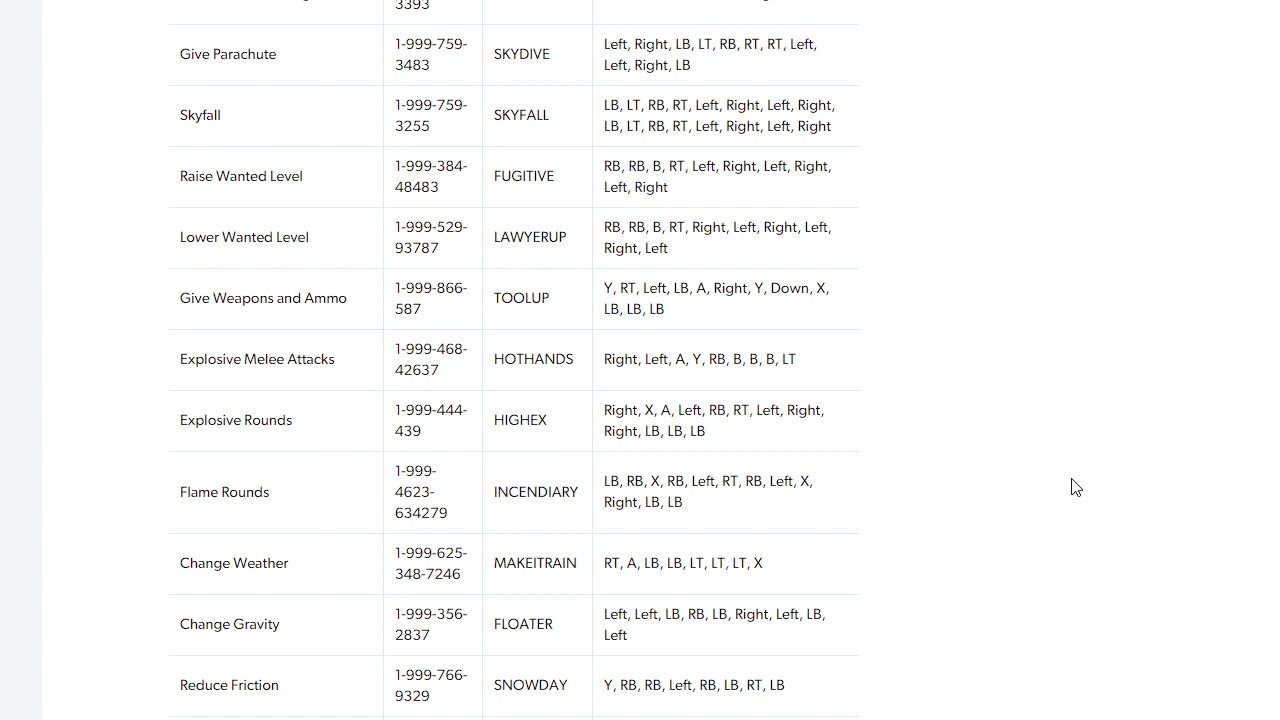 3393
Give Parachute
1-999-759-
3483
SKYDIVE
Left, Right, LB, LT, RB, RT, RT, Left,
Left, Right, LB
Skyfall
1-999-759-
3255
SKYFALL
LB, LT, RB, RT, Left, Right, Left, Right,
LB, LT, RB, RT, Left, Right, Left, Right
Raise Wanted Level
1-999-384-
48483
FUGITIVE
RB, RB, B, RT, Left, Right, Left, Right,
Left, Right
Lower Wanted Level
1-999-529-
93787
LAWYERUP
RB, RB, B, RT, Right, Left, Right, Left,
Right, Left
Give Weapons and Ammo
1-999-866-
587
TOOLUP
Y, RT, Left, LB, A, Right, Y, Down, X,
LB, LB, LB
Explosive Melee Attacks
1-999-468-
42637
HOTHANDS
Right, Left, A, Y, RB, B, B, B, LT
Explosive Rounds
1-999-444-
439
HIGHEX
Right, X, A, Left, RB, RT, Left, Right,
Right, LB, LB, LB
Flame Rounds
1-999-
4623-
634279
INCENDIARY
LB, RB, X, RB, Left, RT, RB, Left, X,
Right, LB, LB
Change Weather
1-999-625-
348-7246
MAKEITRAIN
RT, A, LB, LB, LT, LT, LT, X
Change Gravity
1-999-356-
2837
FLOATER
Left, Left, LB, RB, LB, Right, Left, LB,
Left
Reduce Friction
1-999-766-
9329
SNOWDAY
Y, RB, RB, Left, RB, LB, RT, LB